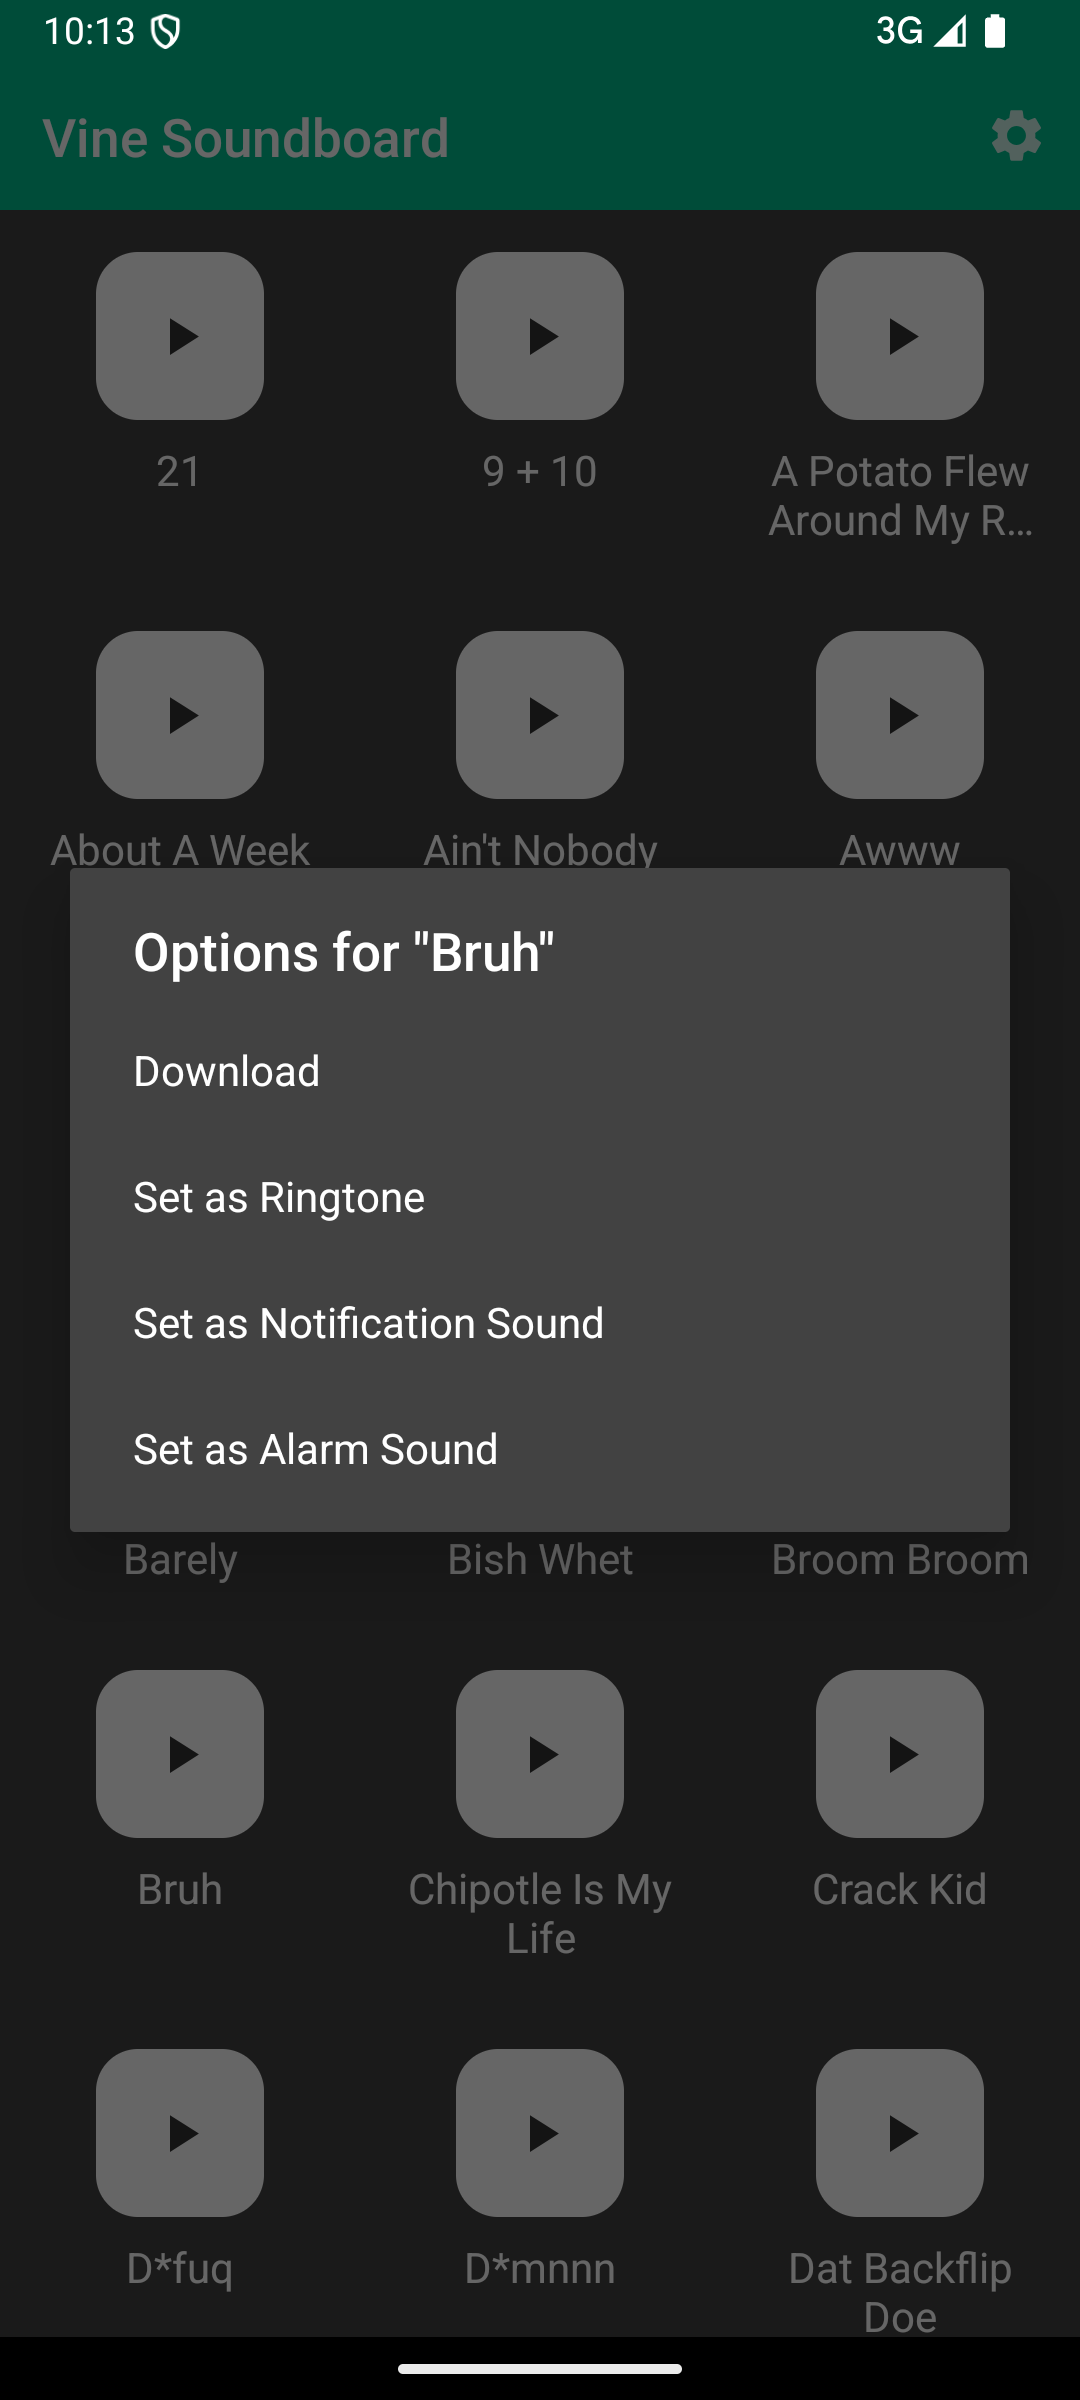 10:13
3G
Vine Soundboard
21
9 + 10
A Potato Flew
Around My R...
About A Week
Ain't Nobody
Awww
Options for "Bruh"
Download
Set as Ringtone
Set as Notification Sound
Set as Alarm Sound
Barely
Bish Whet
Broom Broom
Bruh
Chipotle Is My
Life
Crack Kid
D*fuq
D*mnnn
Dat Backflip
Doe